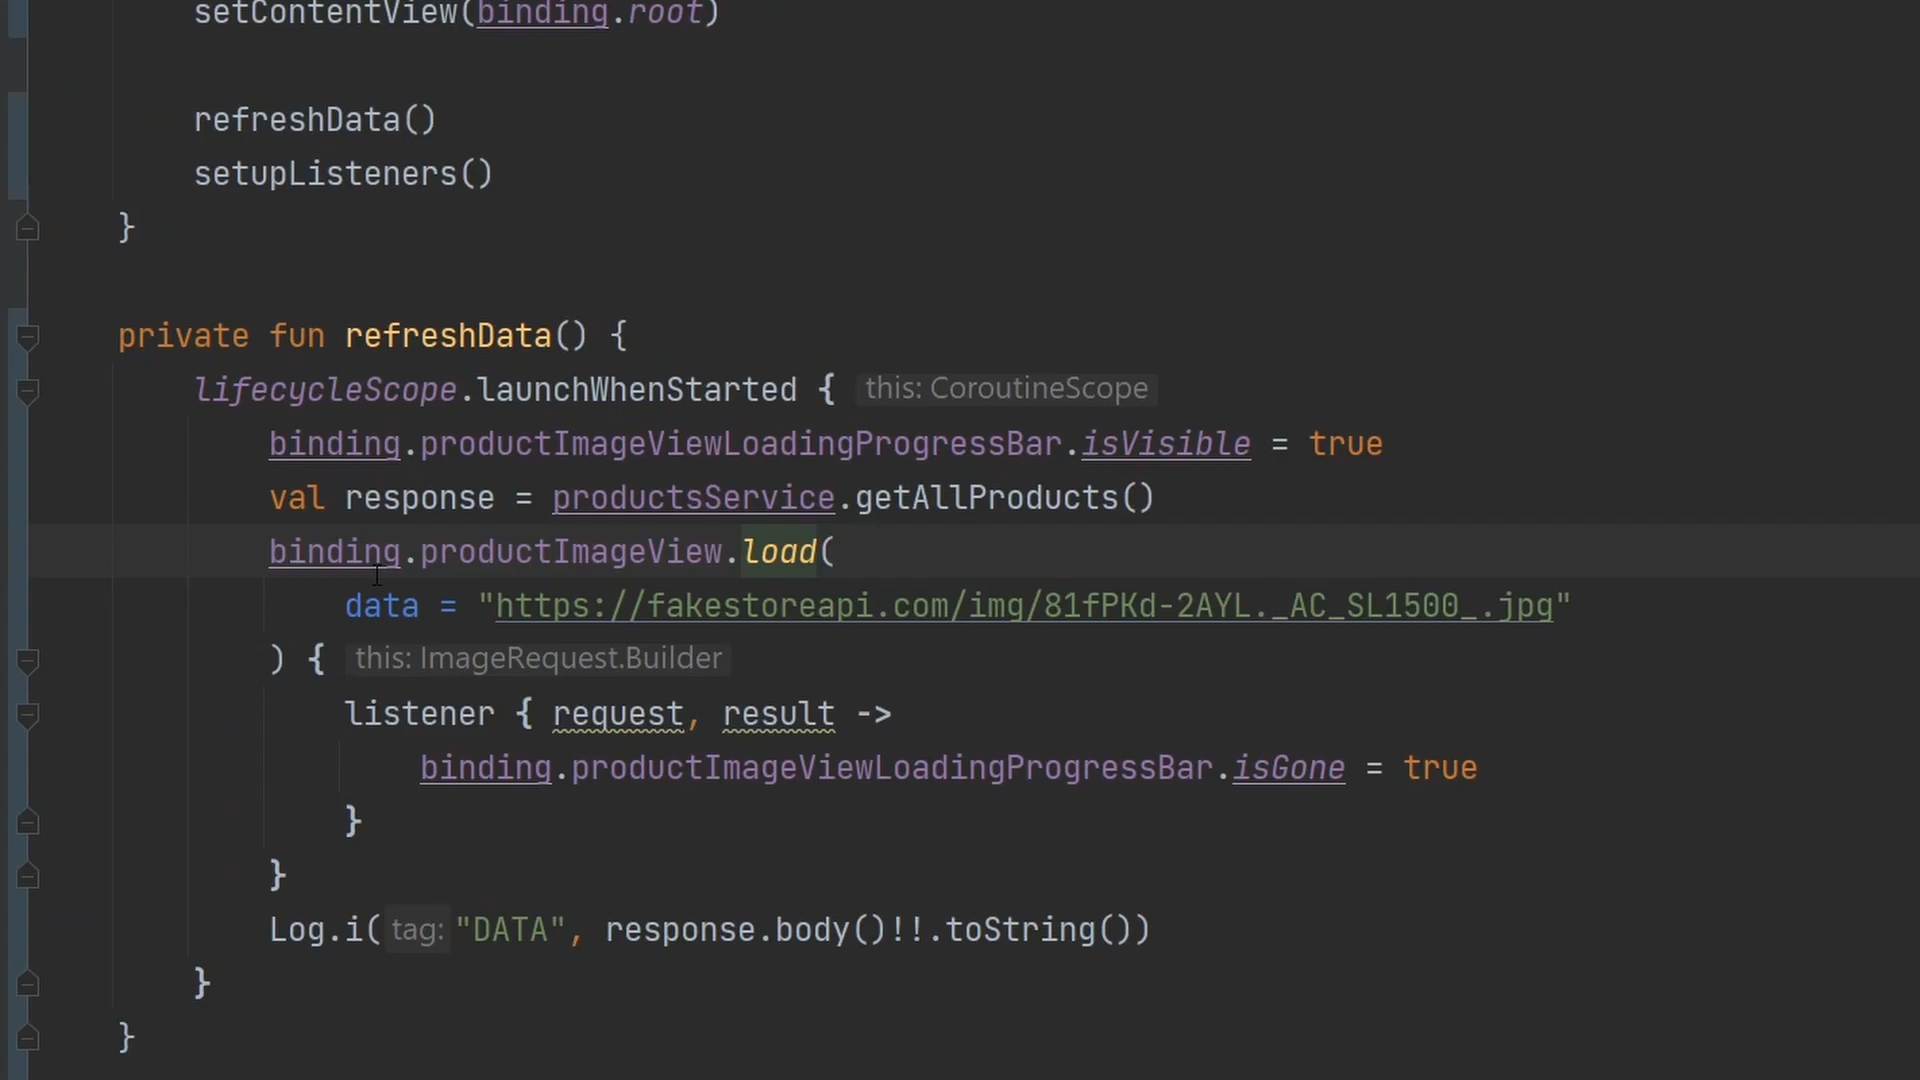 setContentView(binding.root)
refreshData()
setupListeners()
}
private fun refreshData() {
lifecycleScope.launchWhenStarted { this: CoroutineScope
binding.productImageViewLoadingProgressBar.isVisible = true
val response = productsService.getAllProducts()
binding.productImageView.load(
data = "https://fakestoreapi.com/img/81fPKd-2AYL._AC_SL1500_.jpg"
) { this: ImageRequest.Builder
listener { request, result ->
binding.productImageViewLoadingProgressBar.isGone = true
}
}
Log.i( tag: "DATA", response.body()!!.toString())
}
}